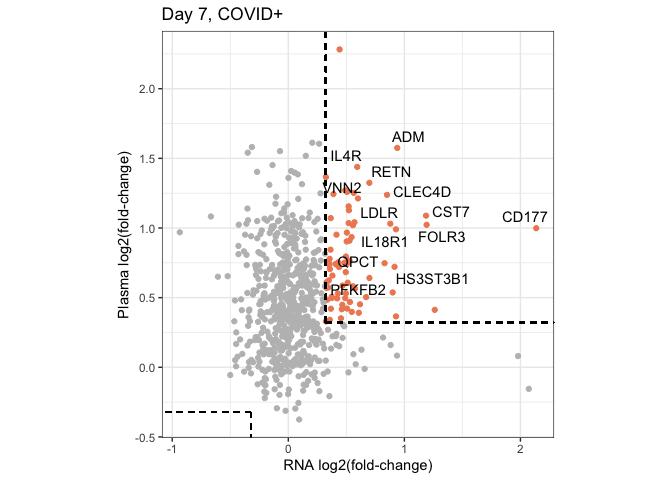 Day 7, COVID+
Plasma log2(fold-change)
2.0
1.5
1.0
0.5
0.0
-0.5
ADM
IL4R
RETN
VNN2
CLEC4D
LDLR
CST7
CD177
IL18R1
FOLR3
QPCT
HS3ST3B1
PFKFB2
-1
0
1
2
RNA log2(fold-change)